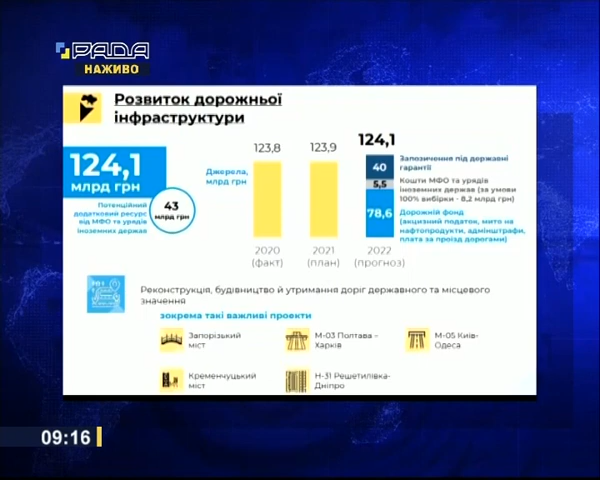 РАДА
НАЖИВО
Розвиток дорожньої
інфраструктури
124,1
млрд грн
Потенційний
додатковий ресурс
від МФО та урядів
іноземних держав
43
млрд грн
Джерела,
млрд грн
123,8
123,9
124,1
40
5,5
78,6
2020
(факт)
2021
(план)
2022
(прогноз)
Запозичення під державні
гарантії
Кошти МФО та урядів
іноземних держав (за умови
100% вибірки - 8,2 млрд грн)
Дорожній фонд
(акцизний податок, мито на
нафтопродукти, адмінштрафи,
плата за проїзд дорогами)
Реконструкція, будівництво й утримання доріг державного та місцевого
значення
зокрема такі важливі проекти
Запорізький
міст
М-03 Полтава –
Харків
М-05 Київ-
Одеса
Кременчуцький
міст
Н-31 Решетилівка-
Дніпро
09:16